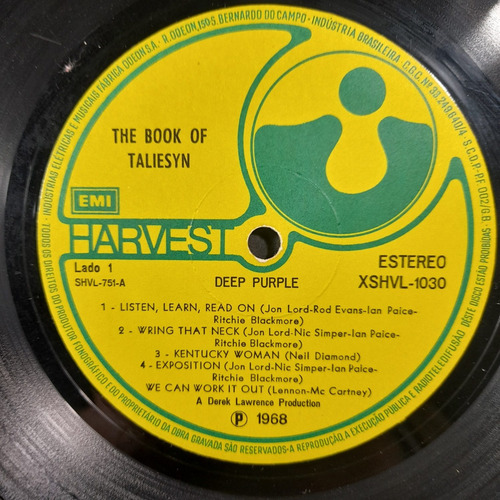 INDÚSTRIAS ELÉTRICAS E MUSICAIS FÁBRICA ODEON S.A. - R. ODEON, 150 S. BERNARDO DO CAMPO - INDÚSTRIA BRASILEIRA - C.G.C. Nº 33.249.640/4 - S.C.D.P.-P.F. 002/G.B.
THE BOOK OF
TALIESYN
EMI
HARVEST
Lado 1
SHVL-751-A
DEEP PURPLE
ESTEREO
XSHVL-1030
1 - LISTEN, LEARN, READ ON (Jon Lord-Rod Evans-Ian Paice-
Ritchie Blackmore)
2 - WRING THAT NECK (Jon Lord-Nic Simper-Ian Paice-
Ritchie Blackmore)
3 - KENTUCKY WOMAN (Neil Diamond)
4 - EXPOSITION (Jon Lord-Nic Simper-Ian Paice-
Ritchie Blackmore)
WE CAN WORK IT OUT (Lennon-Mc Cartney)
A Derek Lawrence Production
℗ 1968
TODOS OS DIREITOS DO PRODUTOR FONOGRÁFICO E DO PROPRIETÁRIO DA OBRA GRAVADA SÃO RESERVADOS - A REPRODUÇÃO, A EXECUÇÃO PÚBLICA E RADIOTELEDIFUSÃO DESTE DISCO ESTÃO PROIBIDAS